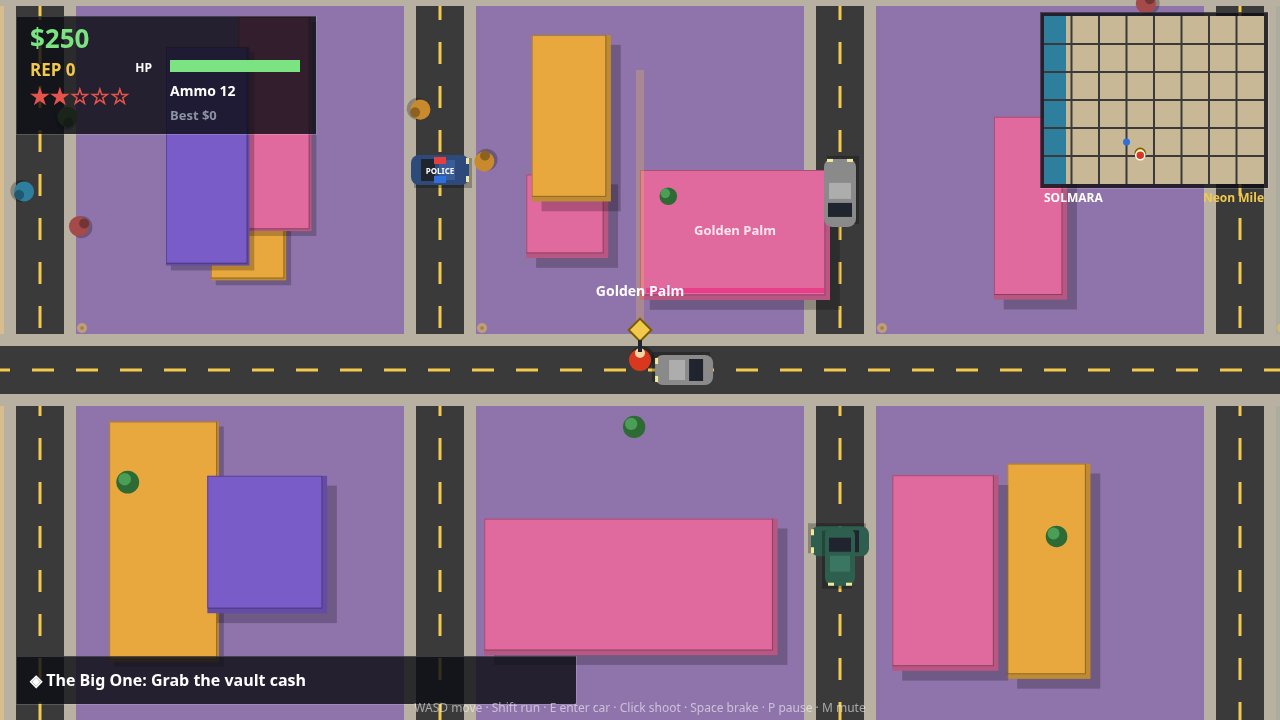 $250
REP 0
HP
★★☆☆☆
Ammo 12
Best $0
POLICE
Golden Palm
Golden Palm
SOLMARA
Neon Mile
◈ The Big One: Grab the vault cash
WASD move · Shift run · E enter car · Click shoot · Space brake · P pause · M mute